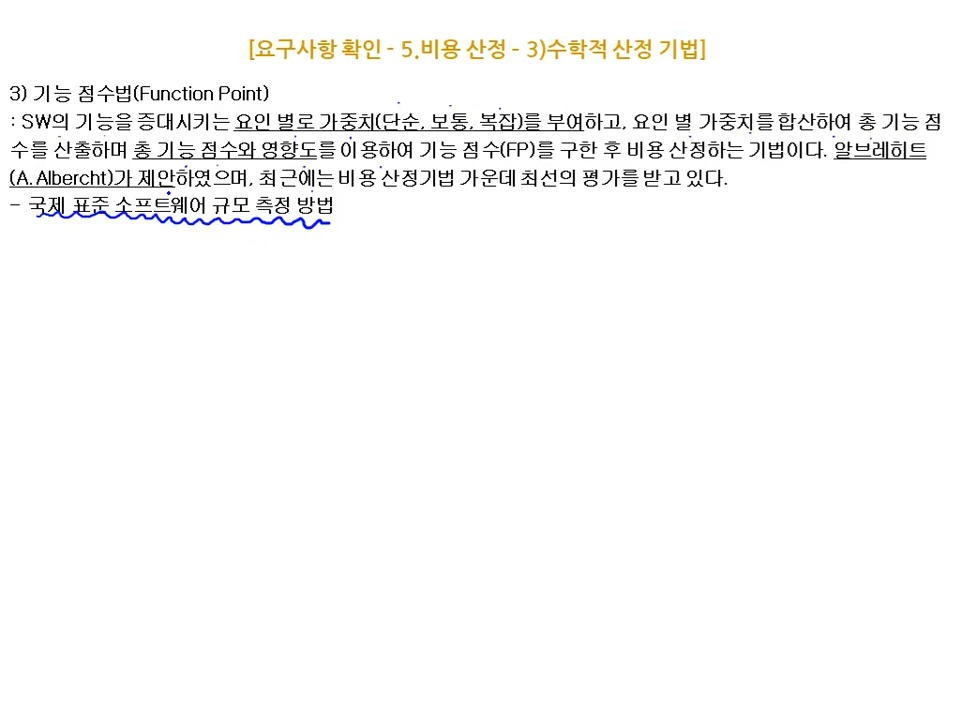 [요구사항 확인 - 5.비용 산정 - 3)수학적 산정 기법]
3) 기능 점수법(Function Point)
: SW의 기능을 증대시키는 요인 별로 가중치(단순, 보통, 복잡)를 부여하고, 요인 별 가중치를 합산하여 총 기능 점
수를 산출하며 총 기능 점수와 영향도를 이용하여 기능 점수(FP)를 구한 후 비용 산정하는 기법이다. 알브레히트
(A.Albercht)가 제안하였으며, 최근에는 비용 산정기법 가운데 최선의 평가를 받고 있다.
- 국제 표준 소프트웨어 규모 측정 방법